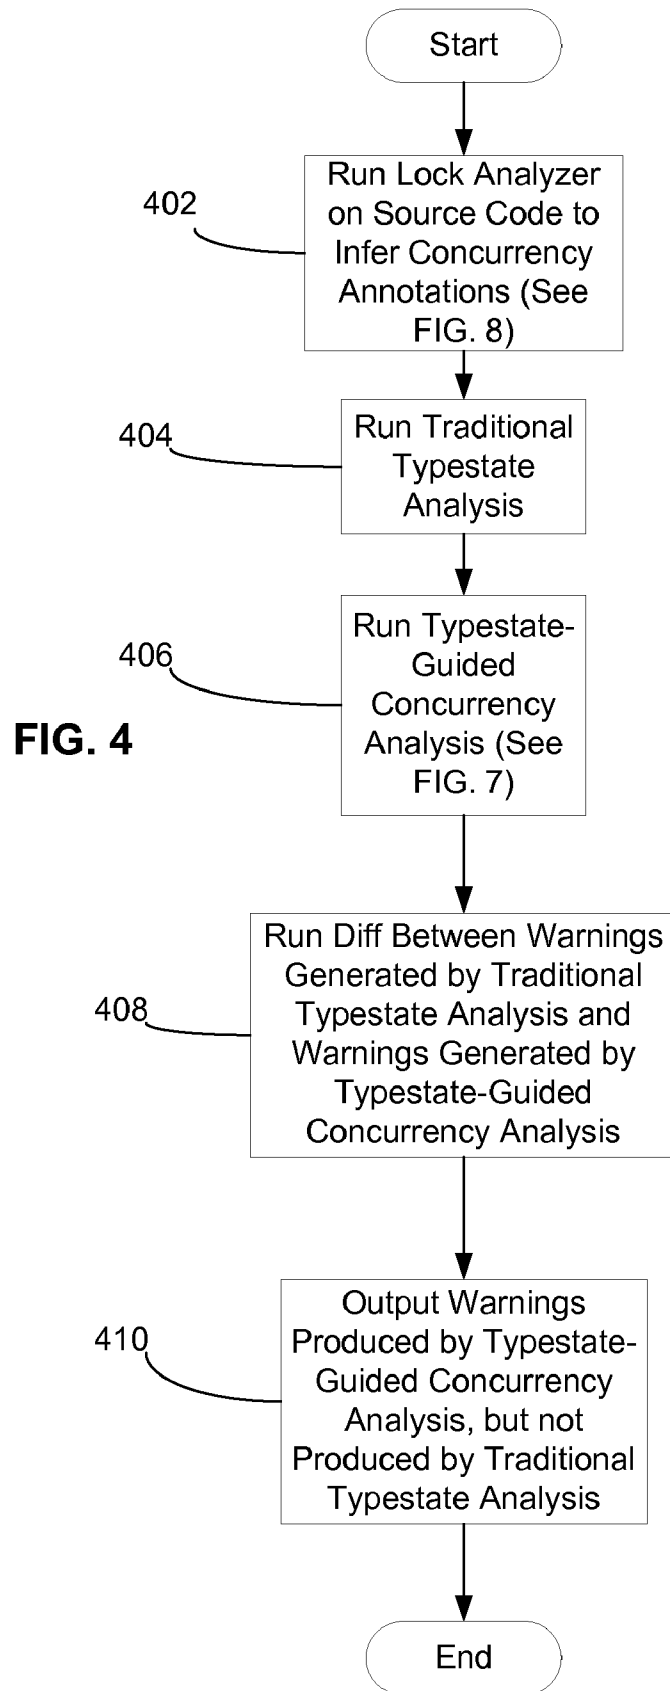 Start
402
Run Lock Analyzer
on Source Code to
Infer Concurrency
Annotations (See
FIG. 8)
404
Run Traditional
Typestate
Analysis
406
Run Typestate-
Guided
Concurrency
Analysis (See
FIG. 7)
FIG. 4
408
Run Diff Between Warnings
Generated by Traditional
Typestate Analysis and
Warnings Generated by
Typestate-Guided
Concurrency Analysis
410
Output Warnings
Produced by Typestate-
Guided Concurrency
Analysis, but not
Produced by Traditional
Typestate Analysis
End